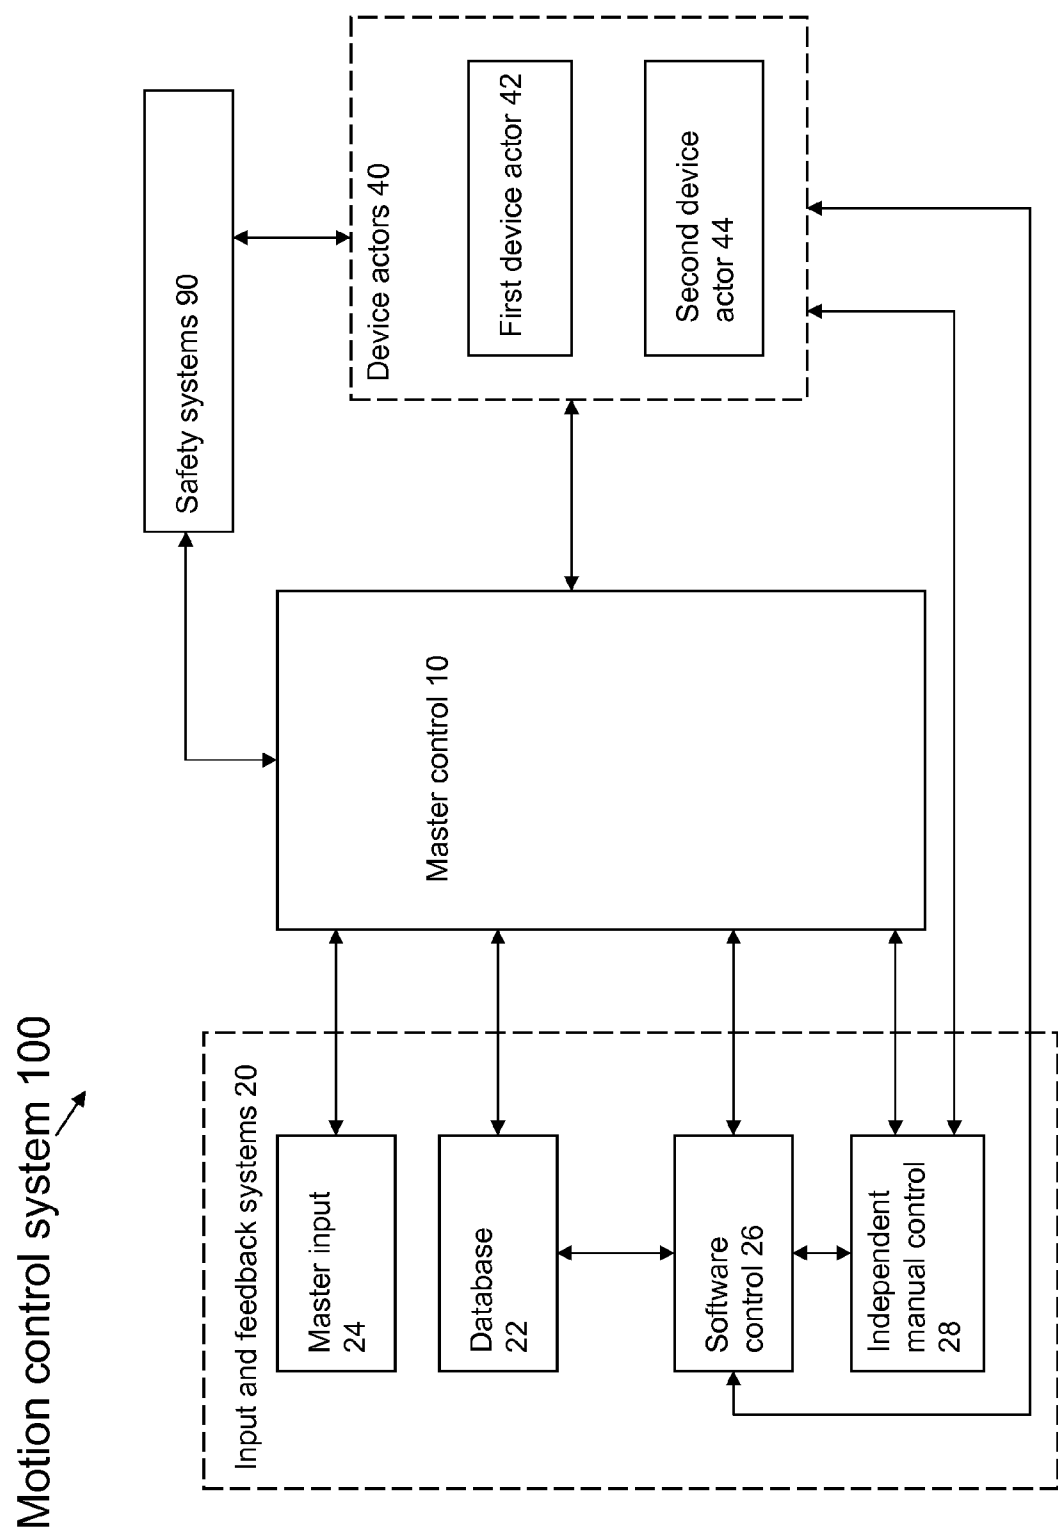 Motion control system 100
Input and feedback systems 20
Master input
24
Database
22
Software
control 26
Independent
manual control
28
Master control 10
Safety systems 90
Device actors 40
First device actor 42
Second device
actor 44